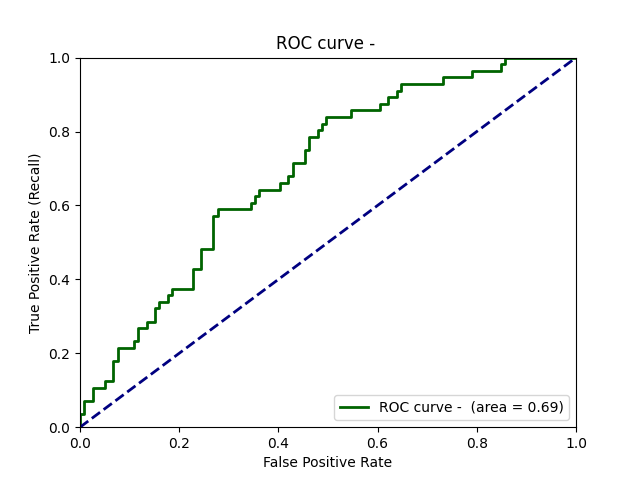 ROC curve -
1.0
0.8
0.6
0.4
0.2
0.0
True Positive Rate (Recall)
ROC curve -  (area = 0.69)
0.0 0.2 0.4 0.6 0.8 1.0
False Positive Rate